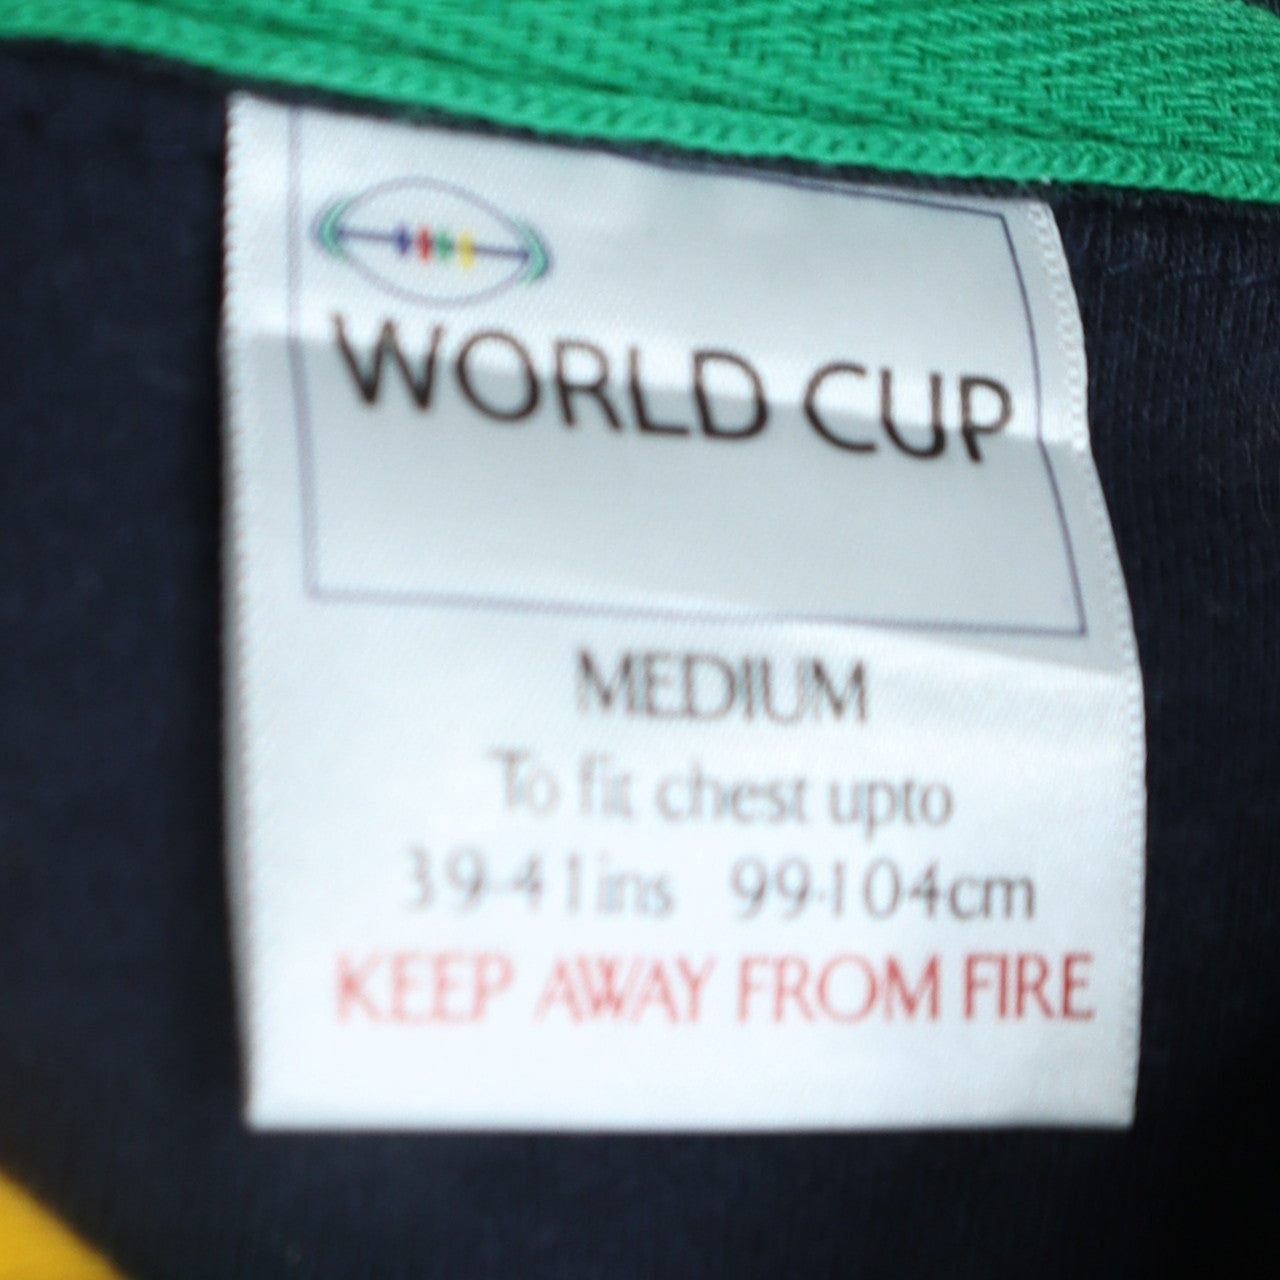 WORLD CUP
MEDIUM
To fit chest upto
39-41ins 99-104cm
KEEP AWAY FROM FIRE